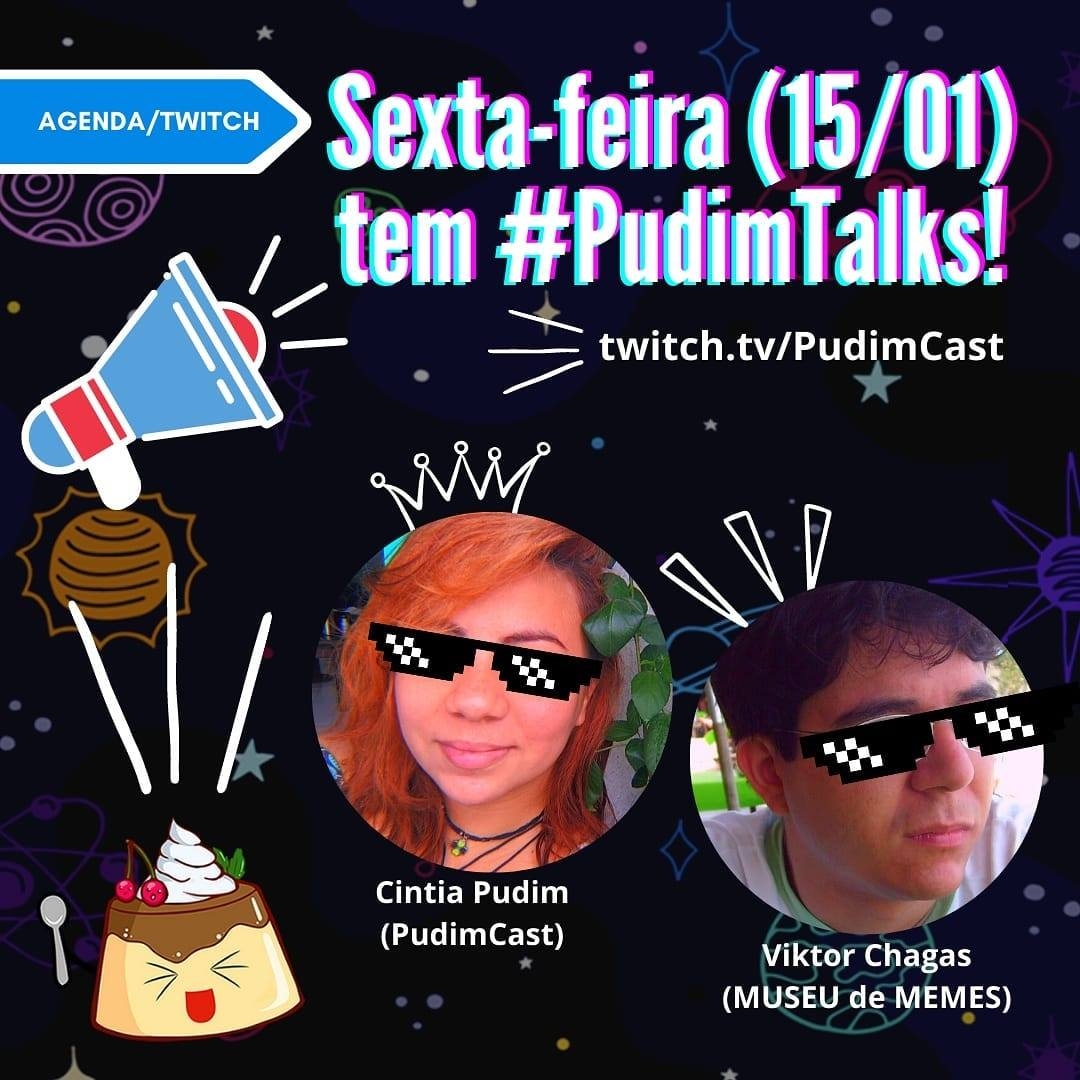 AGENDA/TWITCH
Sexta-feira (15/01)
tem #PudimTalks!
twitch.tv/PudimCast
Cintia Pudim
(PudimCast)
Viktor Chagas
(MUSEU de MEMES)